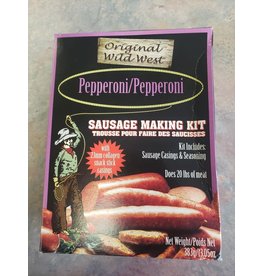 Original
Wild West
Pepperoni/Pepperoni
SAUSAGE MAKING KIT
TROUSSE POUR FAIRE DES SAUCISSES
with
21mm collagen
snack stick
casings
Kit Includes:
Sausage Casings & Seasoning
Does 20 lbs of meat
Net Weight/Poids Net